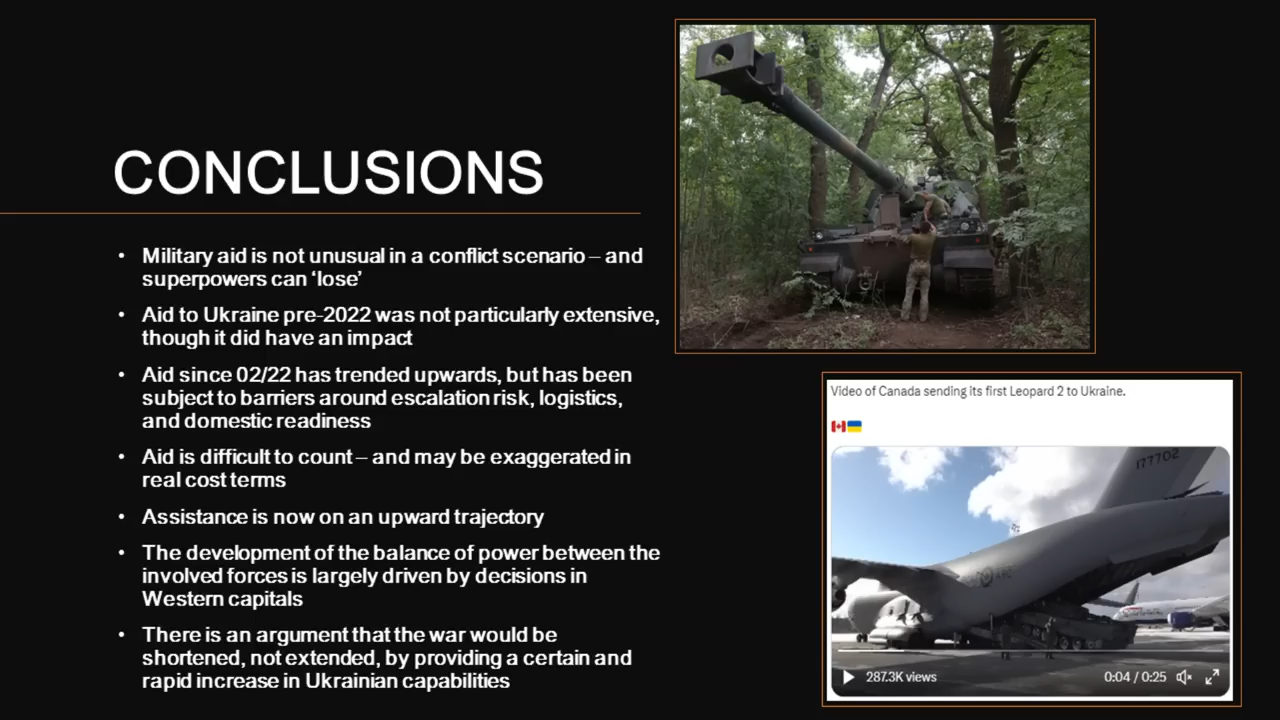 CONCLUSIONS
• Military aid is not unusual in a conflict scenario – and
superpowers can ‘lose’
• Aid to Ukraine pre-2022 was not particularly extensive,
though it did have an impact
• Aid since 02/22 has trended upwards, but has been
subject to barriers around escalation risk, logistics,
and domestic readiness
• Aid is difficult to count – and may be exaggerated in
real cost terms
• Assistance is now on an upward trajectory
• The development of the balance of power between the
involved forces is largely driven by decisions in
Western capitals
• There is an argument that the war would be
shortened, not extended, by providing a certain and
rapid increase in Ukrainian capabilities
Video of Canada sending its first Leopard 2 to Ukraine.
177702
287.3K views
0:04 / 0:25